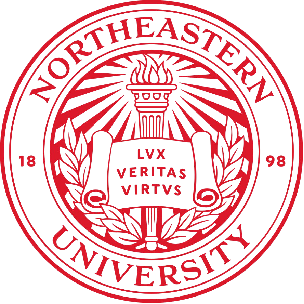 NORTHEASTERN
LVX
VERITAS
VIRTVS
18 98
UNIVERSITY